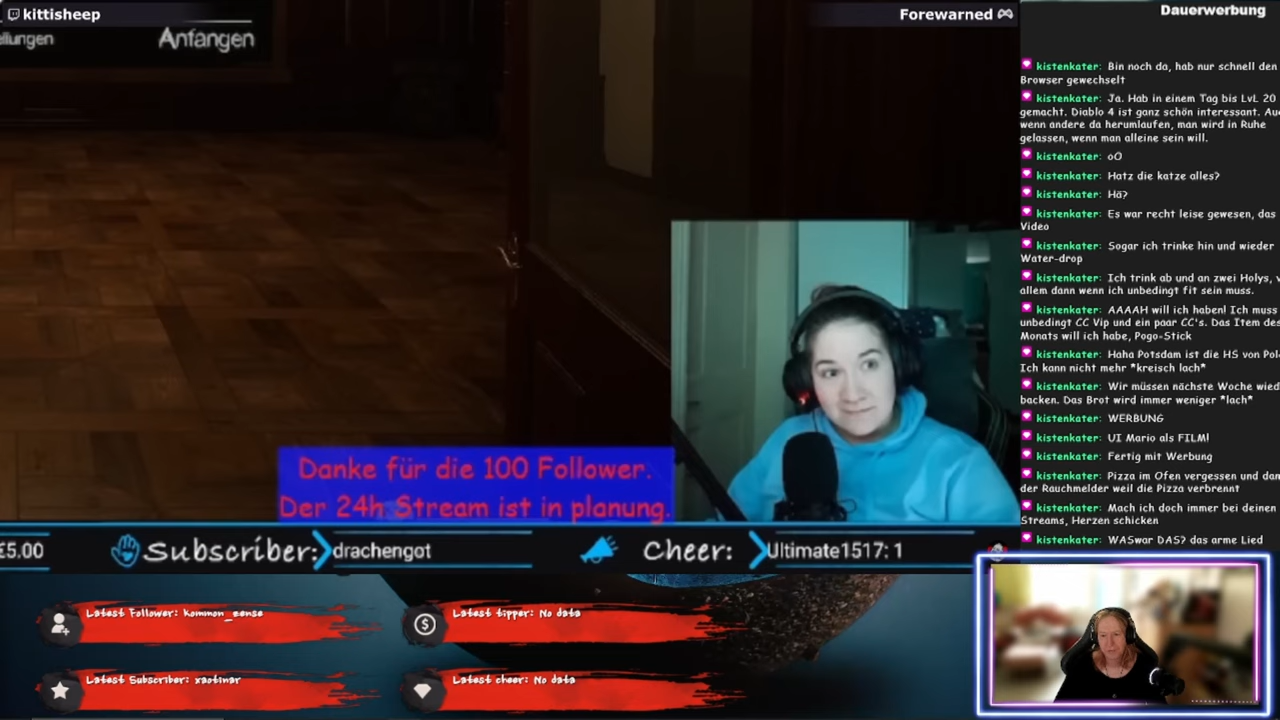 kittisheep
Forewarned
Dauerwerbung
ellungen
Anfangen
kistenkater: Bin noch da, hab nur schnell den
Browser gewechselt
kistenkater: Ja. Hab in einem Tag bis LvL 20
gemacht. Diablo 4 ist ganz schön interessant. Au
wenn andere da herumlaufen, man wird in Ruhe
gelassen, wenn man alleine sein will.
kistenkater: oO
kistenkater: Hatz die katze alles?
kistenkater: Hä?
kistenkater: Es war recht leise gewesen, das
Video
kistenkater: Sogar ich trinke hin und wieder
Water-drop
kistenkater: Ich trink ab und an zwei Holys, v
allem dann wenn ich unbedingt fit sein muss.
kistenkater: AAAAH will ich haben! Ich muss
unbedingt CC Vip und ein paar CC's. Das Item des
Monats will ich habe, Pogo-Stick
kistenkater: Haha Potsdam ist die HS von Pol
Ich kann nicht mehr *kreisch lach*
kistenkater: Wir müssen nächste Woche wied
backen. Das Brot wird immer weniger *lach*
kistenkater: WERBUNG
kistenkater: UI Mario als FILM!
kistenkater: Fertig mit Werbung
kistenkater: Pizza im Ofen vergessen und dan
der Rauchmelder weil die Pizza verbrennt
kistenkater: Mach ich doch immer bei deinen
Streams, Herzen schicken
kistenkater: WASwar DAS? das arme Lied
Danke für die 100 Follower.
Der 24h Stream ist in planung.
€5.00
Subscriber: drachengot
Cheer: Ultimate1517: 1
Latest Follower: kommon_zense
Latest tipper: No data
Latest Subscriber: xaotinar
Latest cheer: No data